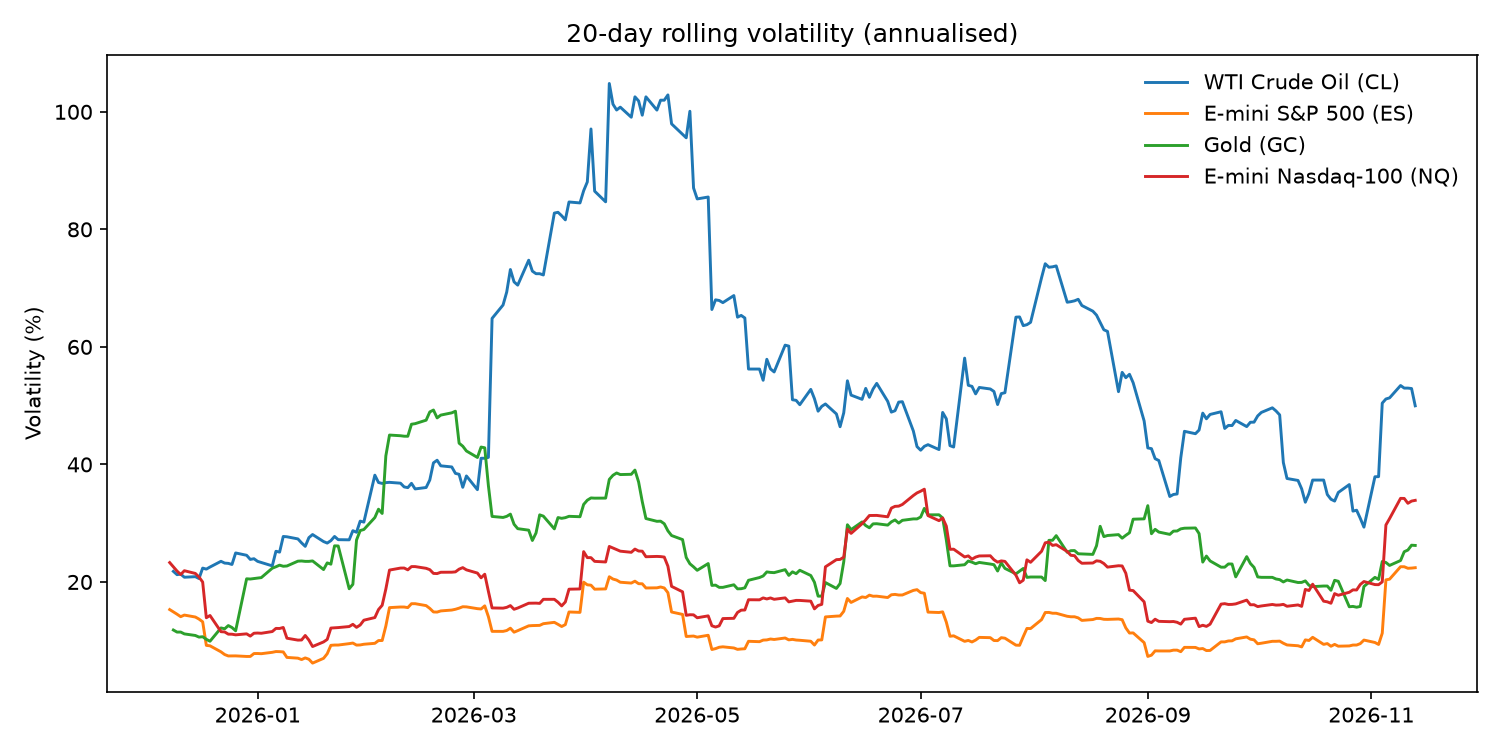 20-day rolling volatility (annualised)
WTI Crude Oil (CL)
E-mini S&P 500 (ES)
Gold (GC)
E-mini Nasdaq-100 (NQ)
Volatility (%)
100
80
60
40
20
2026-01
2026-03
2026-05
2026-07
2026-09
2026-11